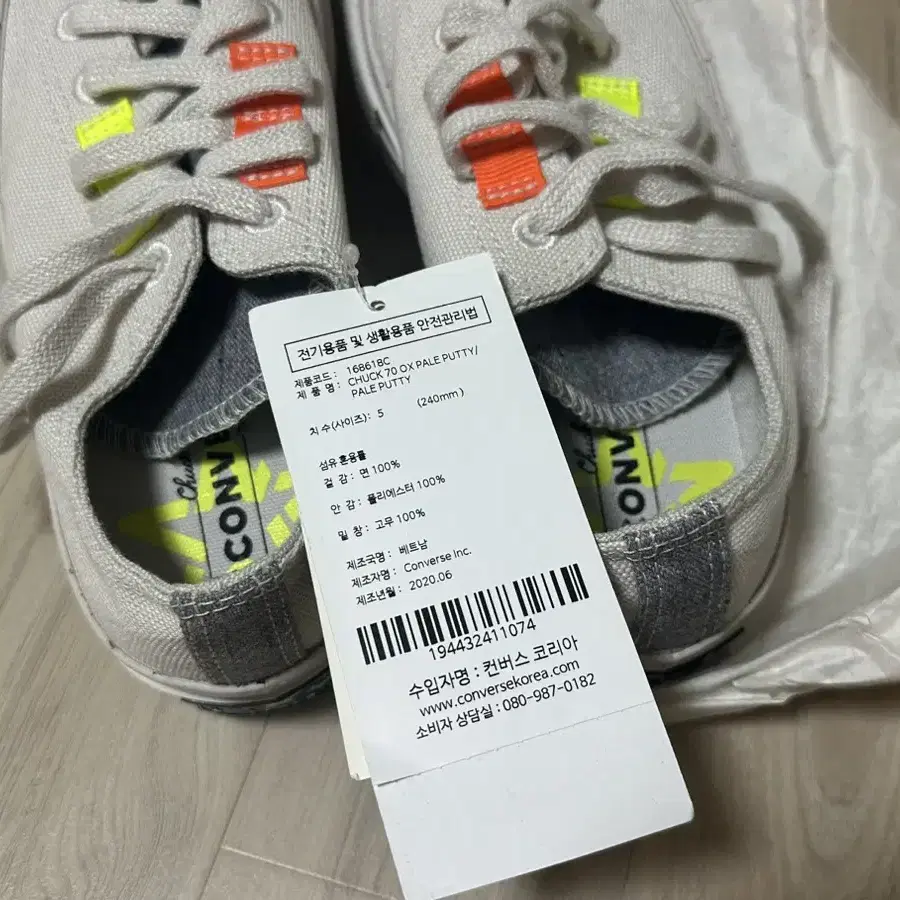 전기용품 및 생활용품 안전관리법
제품코드 : 168618C
제 품 명 : CHUCK 70 OX PALE PUTTY/
PALE PUTTY
치 수(사이즈) : 5 (240mm)
섬유 혼용률
겉 감 : 면 100%
안 감 : 폴리에스터 100%
밑 창 : 고무 100%
제조국명 : 베트남
제조자명 : Converse Inc.
제조년월 : 2020.06
194432411074
수입자명 : 컨버스 코리아
www.conversekorea.com
소비자 상담실 : 080-987-0182
Chuck
CONVE
Chu
CONV